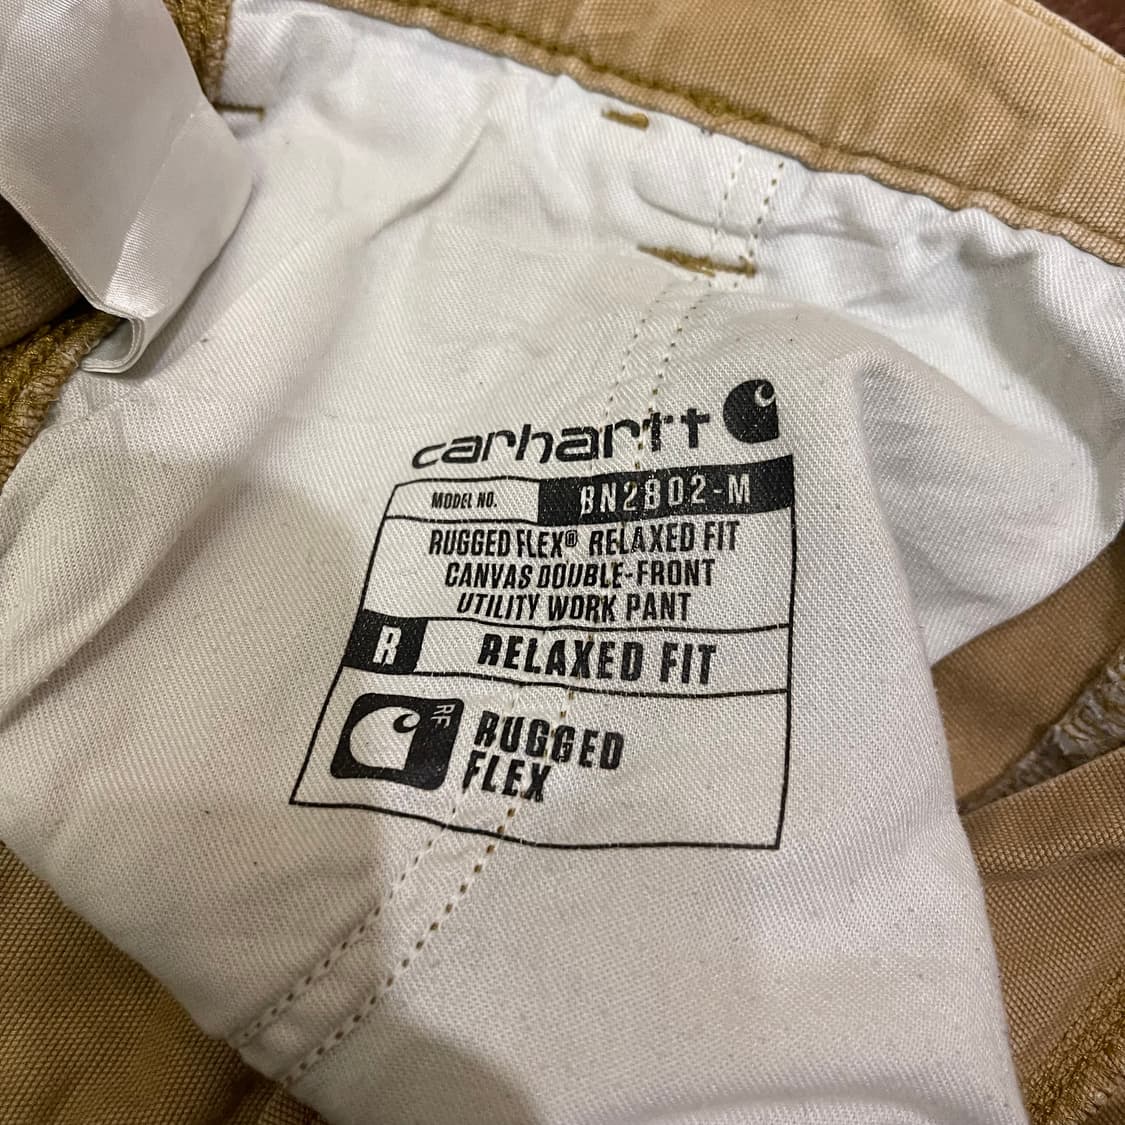 carhartt
MODEL NO. BN2802-M
RUGGED FLEX® RELAXED FIT
CANVAS DOUBLE-FRONT
UTILITY WORK PANT
R RELAXED FIT
RF RUGGED
FLEX